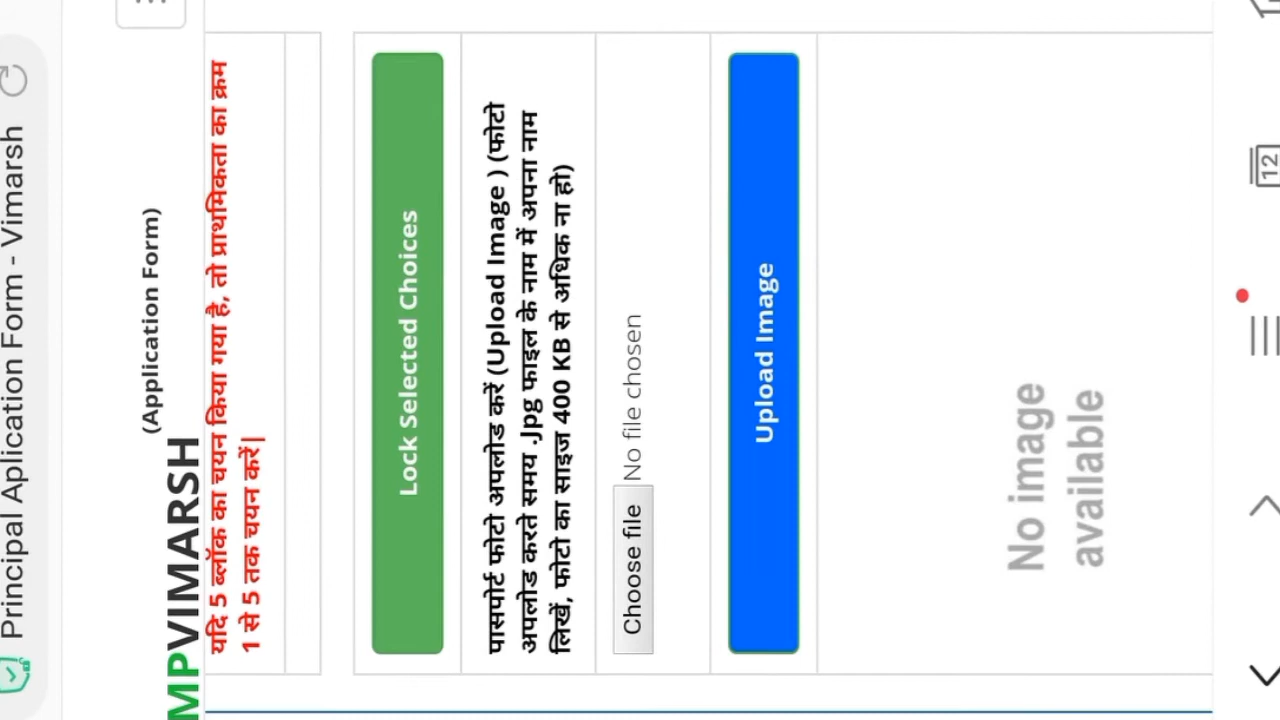 Principal Aplication Form - Vimarsh
(Application Form)
MPVIMARSH
यदि 5 ब्लॉक का चयन किया गया है, तो प्राथमिकता का क्रम
1 से 5 तक चयन करें|
Lock Selected Choices
पासपोर्ट फोटो अपलोड करें (Upload Image ) (फोटो
अपलोड करते समय .Jpg फाइल के नाम में अपना नाम
लिखें, फोटो का साइज 400 KB से अधिक ना हो)
Choose file No file chosen
Upload Image
No image
available
12